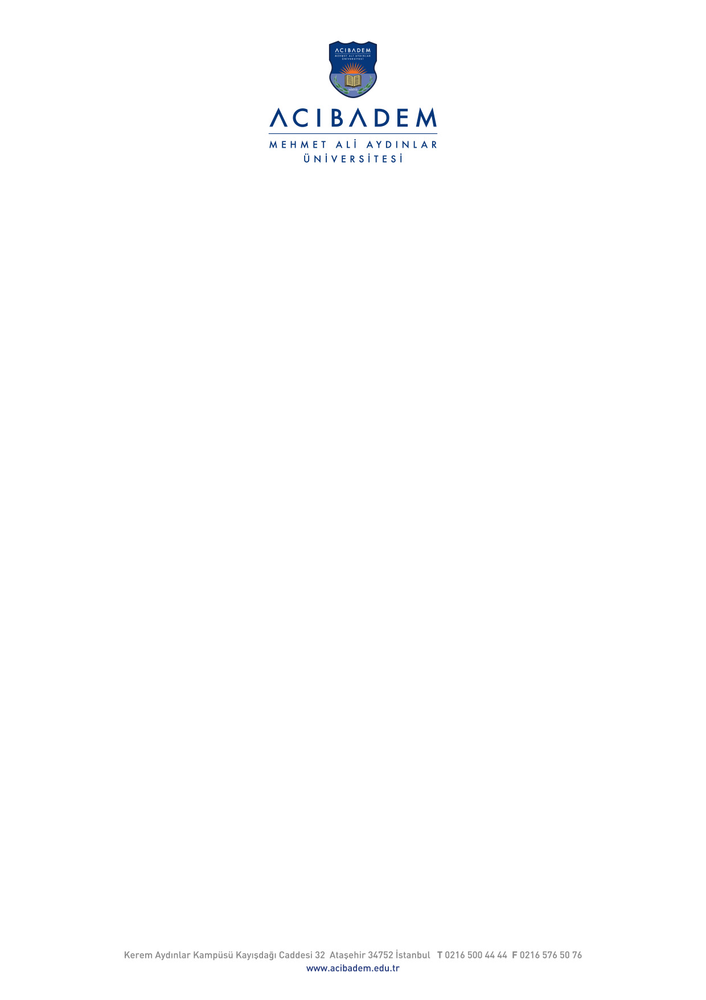 ACIBADEM
MEHMET ALİ AYDINLAR
ÜNİVERSİTESİ
MMVII
ACIBADEM
MEHMET ALİ AYDINLAR
ÜNİVERSİTESİ
Kerem Aydınlar Kampüsü Kayışdağı Caddesi 32 Ataşehir 34752 İstanbul T 0216 500 44 44 F 0216 576 50 76
www.acibadem.edu.tr